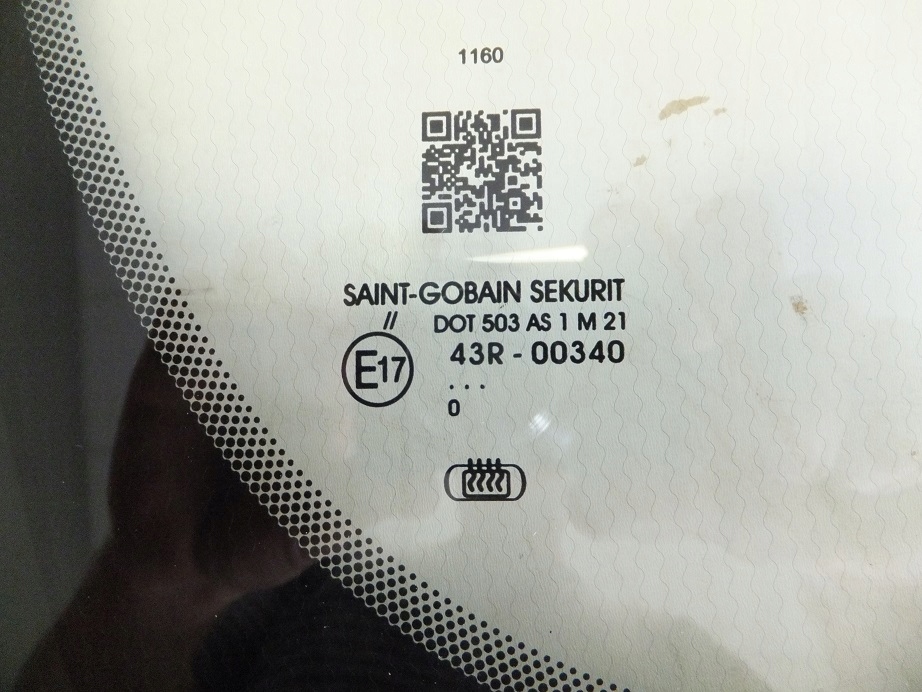 1160
SAINT-GOBAIN SEKURIT
// DOT 503 AS 1 M 21
E17 43R - 00340
. . .
0